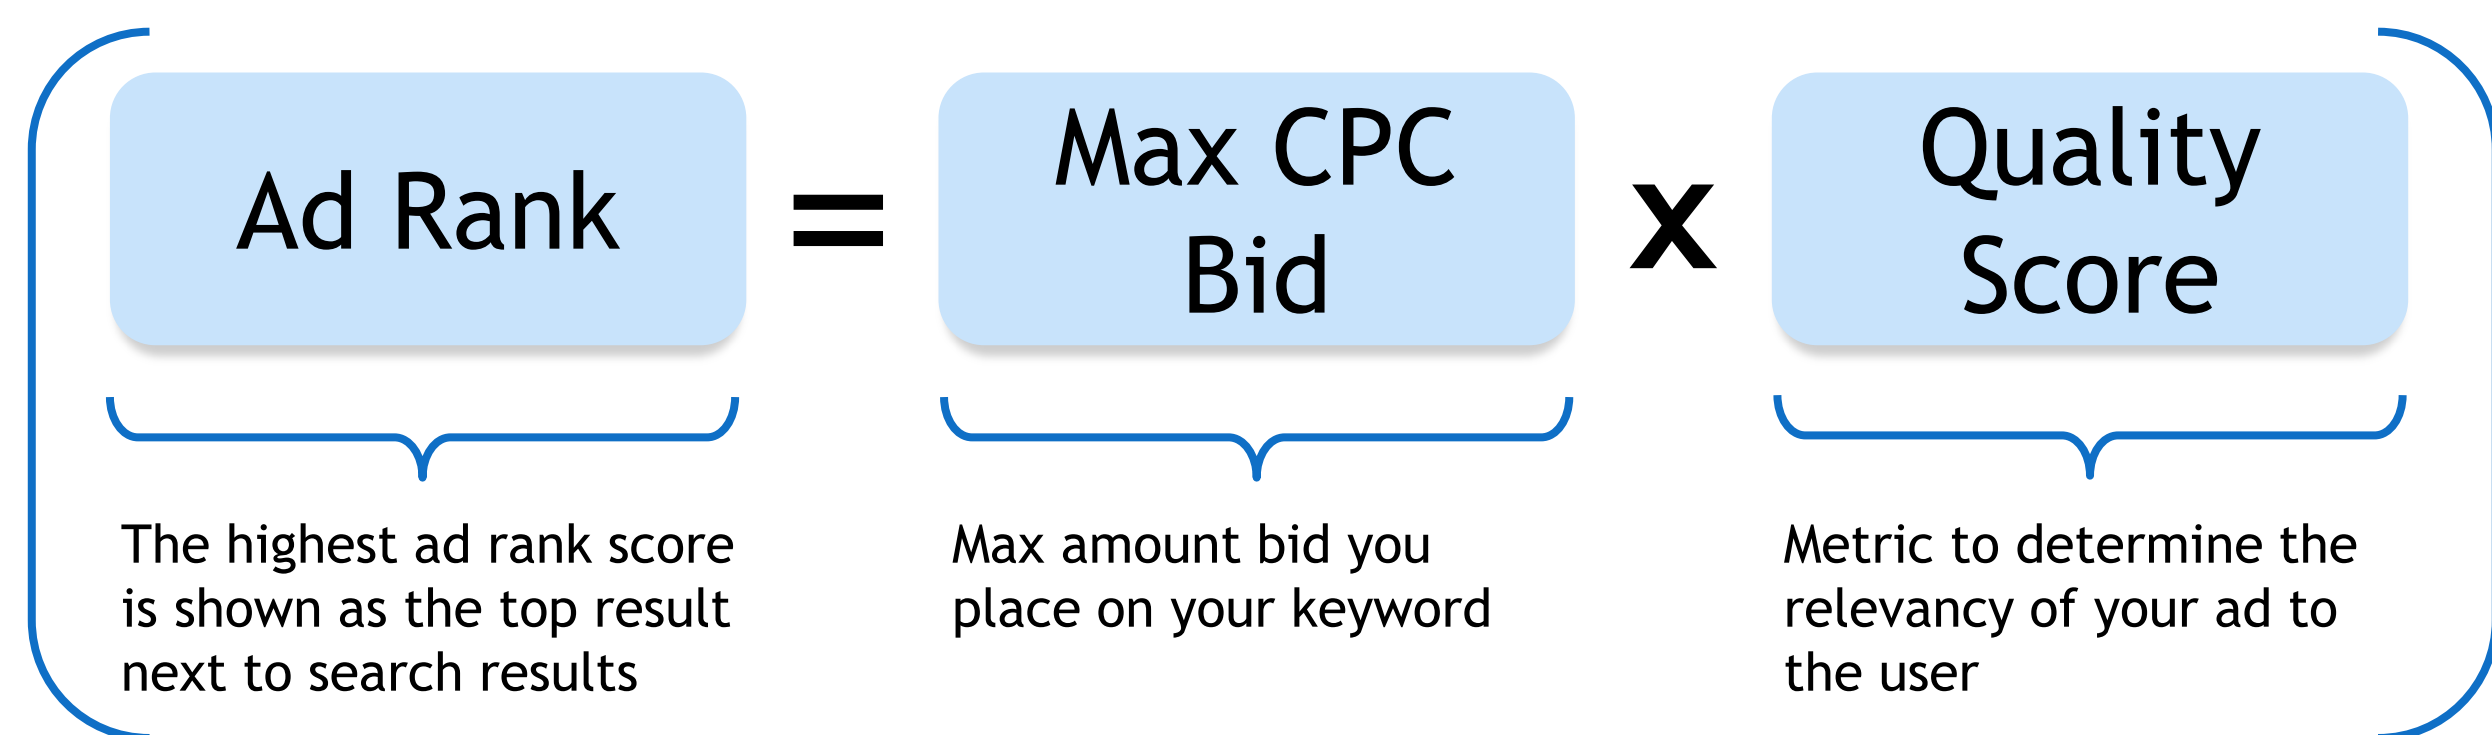 Ad Rank
=
Max CPC
Bid
x
Quality
Score
The highest ad rank score
is shown as the top result
next to search results
Max amount bid you
place on your keyword
Metric to determine the
relevancy of your ad to
the user